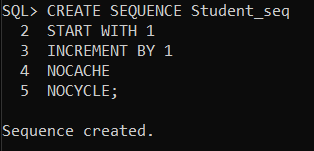 SQL> CREATE SEQUENCE Student_seq
  2  START WITH 1
  3  INCREMENT BY 1
  4  NOCACHE
  5  NOCYCLE;

Sequence created.